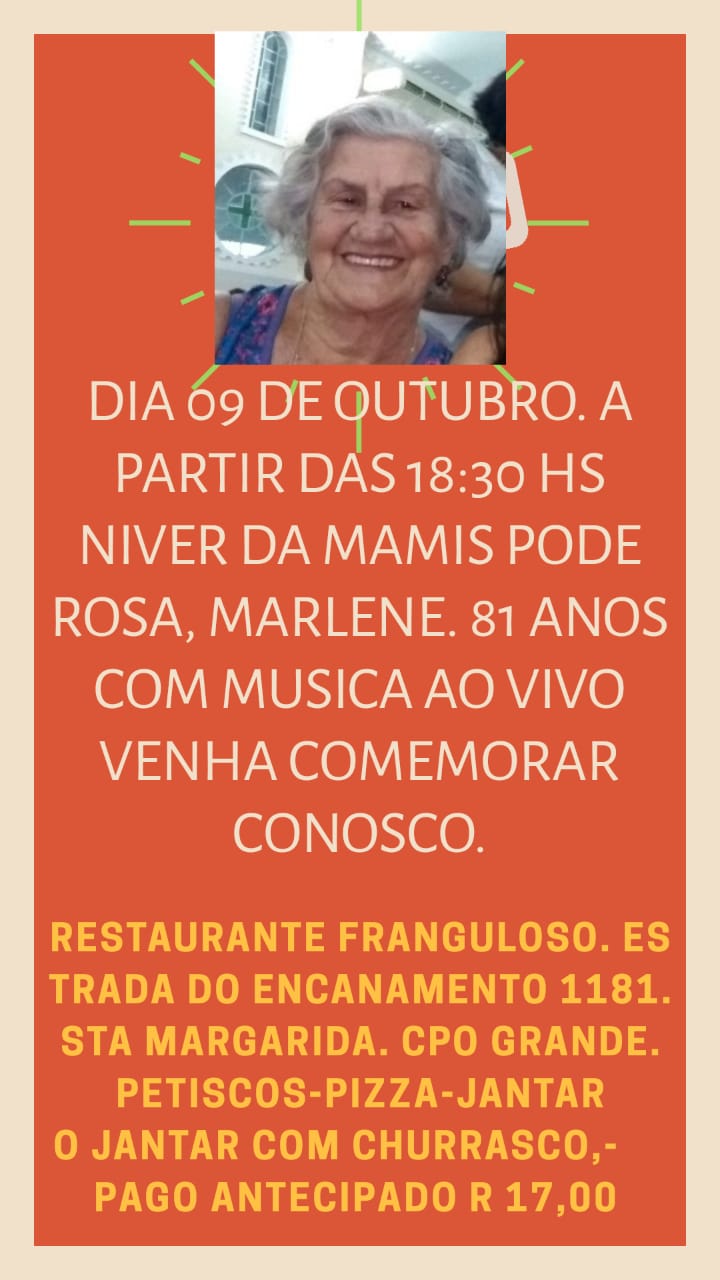 DIA 09 DE OUTUBRO. A
PARTIR DAS 18:30 HS
NIVER DA MAMIS PODE
ROSA, MARLENE. 81 ANOS
COM MUSICA AO VIVO
VENHA COMEMORAR
CONOSCO.
RESTAURANTE FRANGULOSO. ES
TRADA DO ENCANAMENTO 1181.
STA MARGARIDA. CPO GRANDE.
PETISCOS-PIZZA-JANTAR
O JANTAR COM CHURRASCO,-
PAGO ANTECIPADO R 17,00